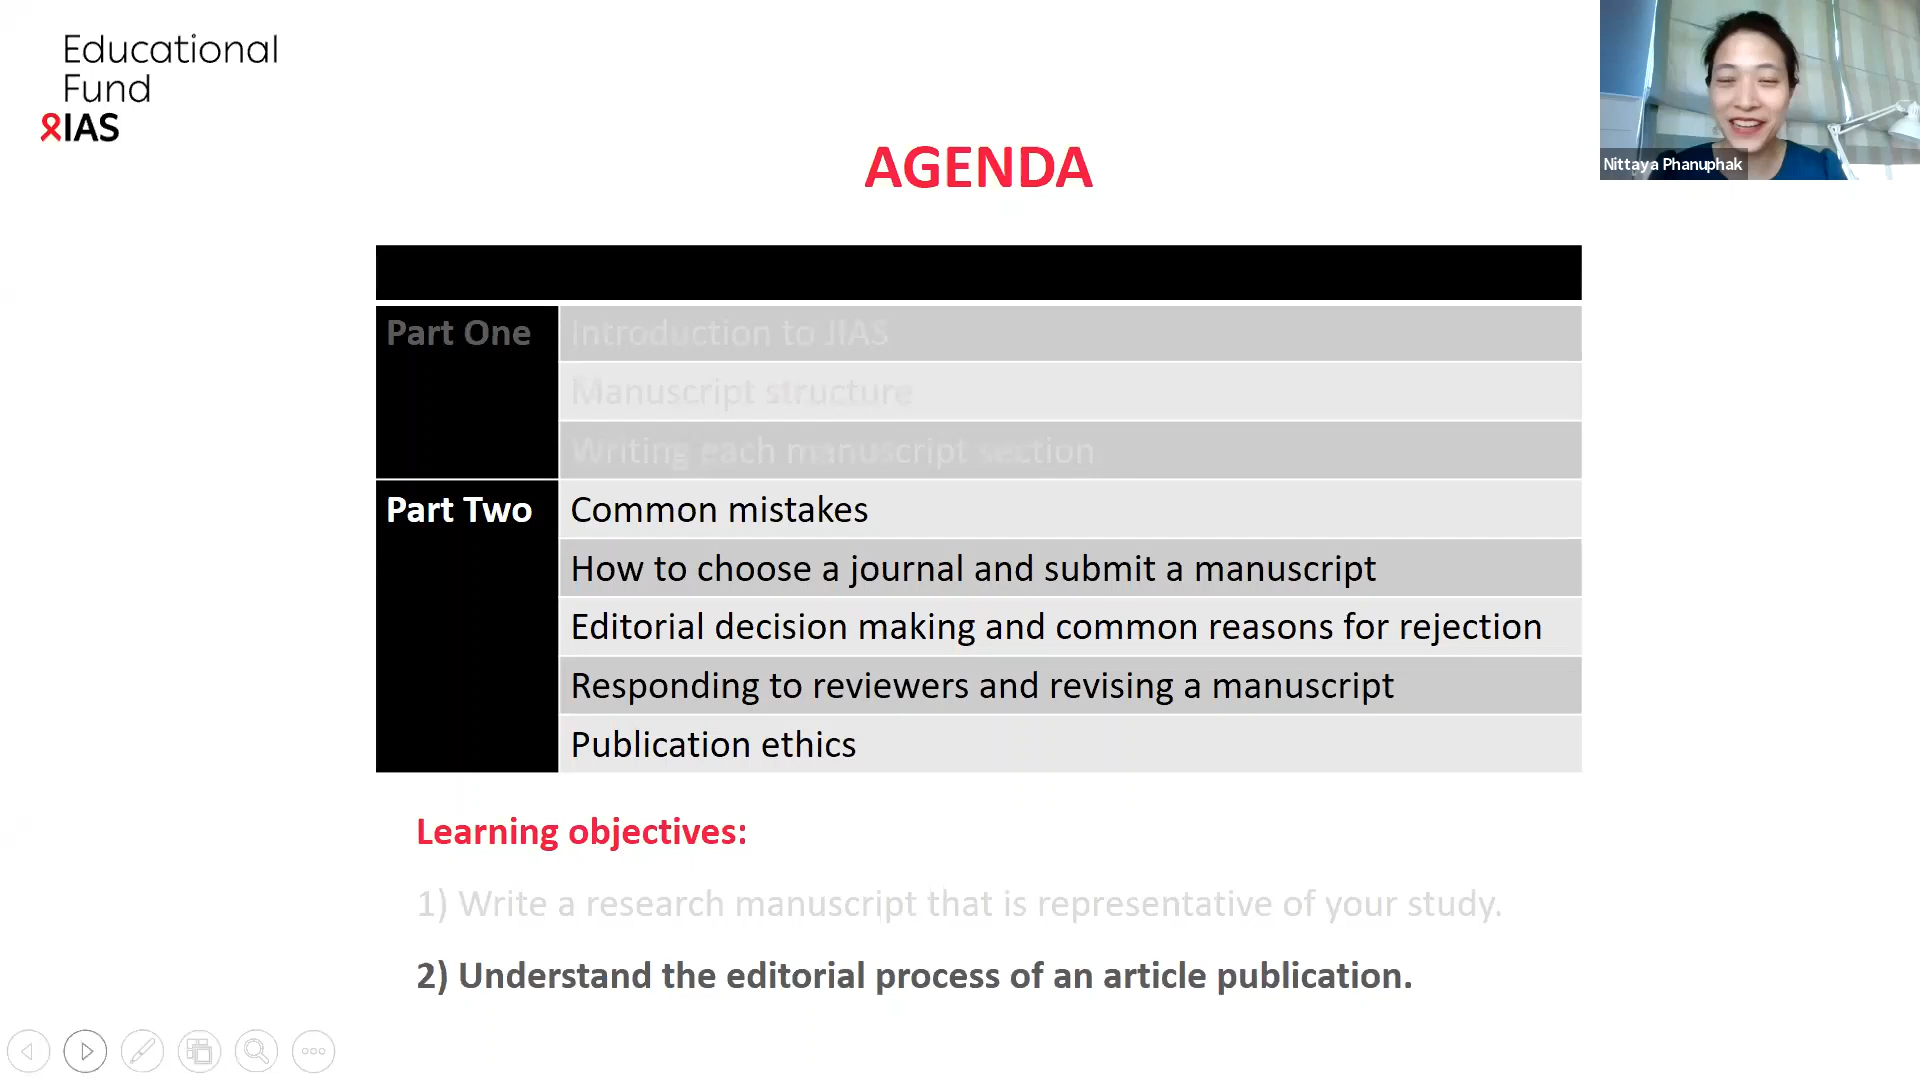 Educational
Fund
IAS
Nittaya Phanuphak
AGENDA
Part One
Introduction to JIAS
Manuscript structure
Writing each manuscript section
Part Two
Common mistakes
How to choose a journal and submit a manuscript
Editorial decision making and common reasons for rejection
Responding to reviewers and revising a manuscript
Publication ethics
Learning objectives:
1) Write a research manuscript that is representative of your study.
2) Understand the editorial process of an article publication.